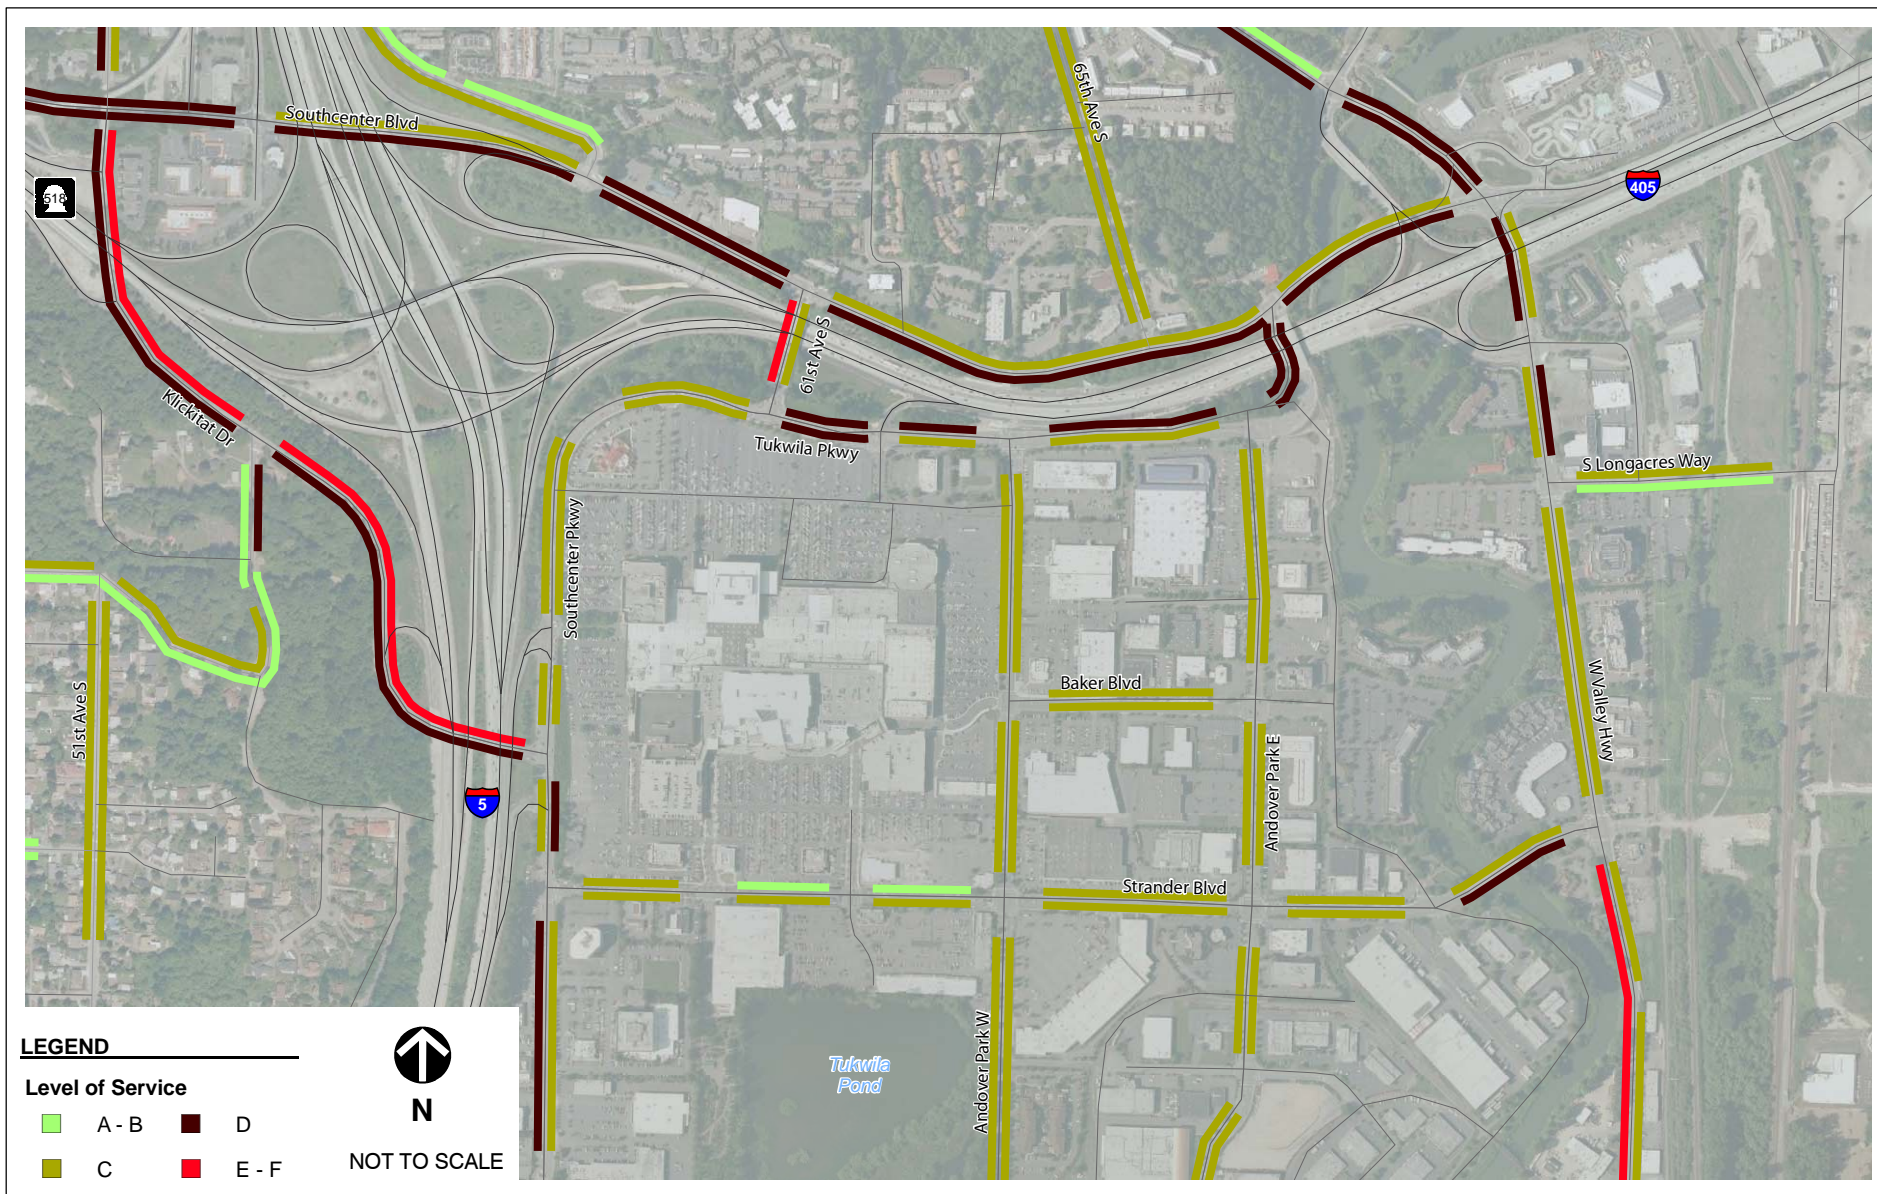 65th Ave S
Southcenter Blvd
518
405
61st Ave S
Klickitat Dr
Tukwila Pkwy
S Longacres Way
Southcenter Pkwy
51st Ave S
Baker Blvd
W Valley Hwy
Andover Park E
5
Strander Blvd
Andover Park W
Tukwila
Pond
LEGEND
Level of Service
A - B
D
C
E - F
N
NOT TO SCALE